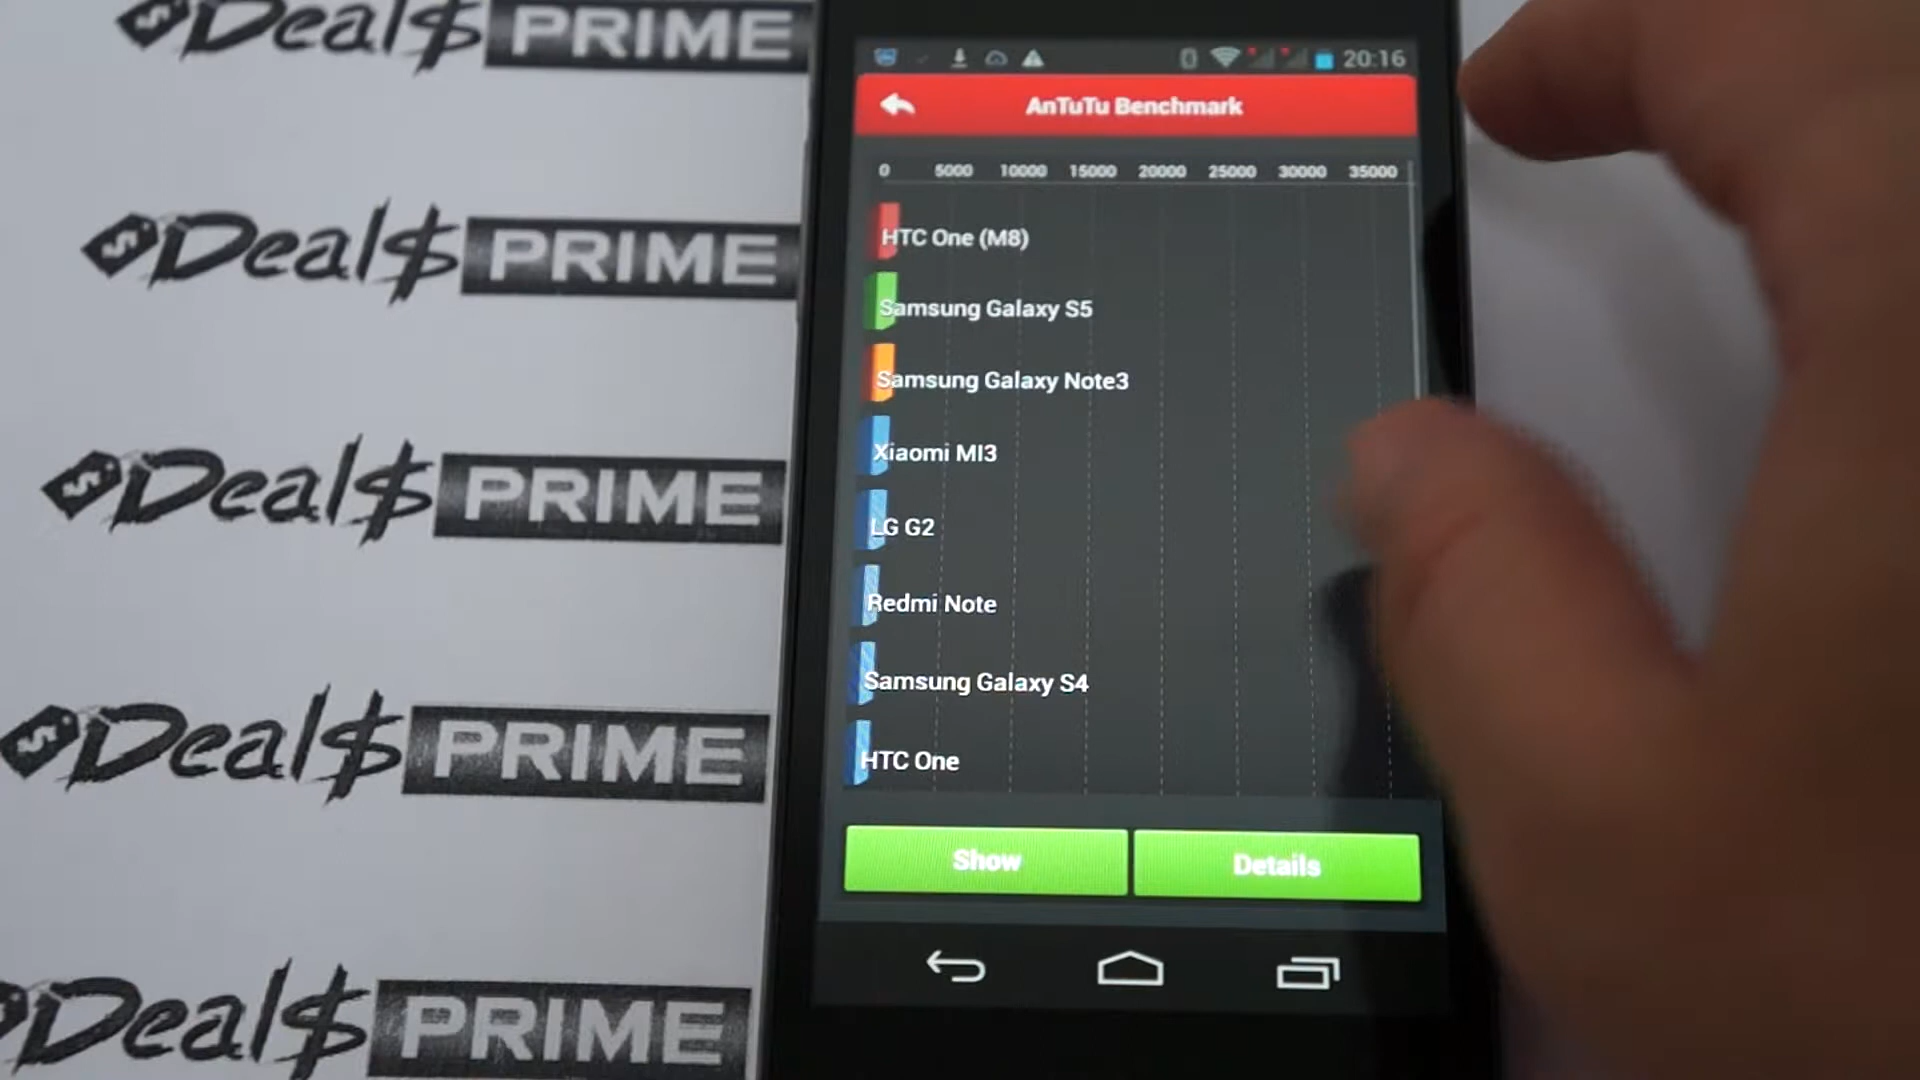 Deal$ PRIME
20:16
AnTuTu Benchmark
0 5000 10000 15000 20000 25000 30000 35000
HTC One (M8)
Deal$ PRIME
Samsung Galaxy S5
Samsung Galaxy Note3
Xiaomi MI3
Deal$ PRIME
LG G2
Redmi Note
Samsung Galaxy S4
Deal$ PRIME
HTC One
Show Details
Deal$ PRIME